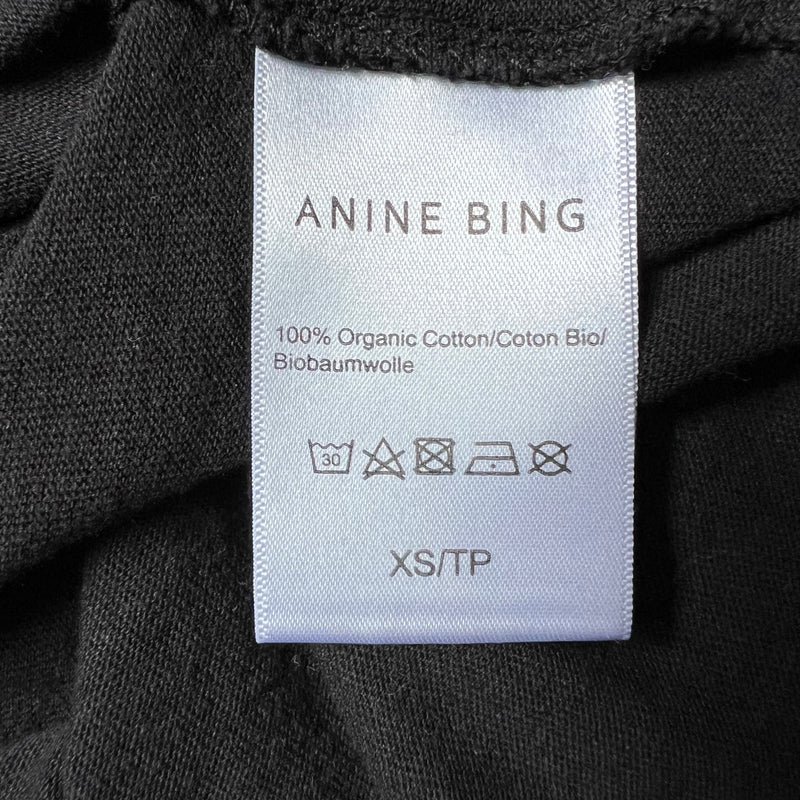 ANINE BING
100% Organic Cotton/Coton Bio/
Biobaumwolle
30
XS/TP